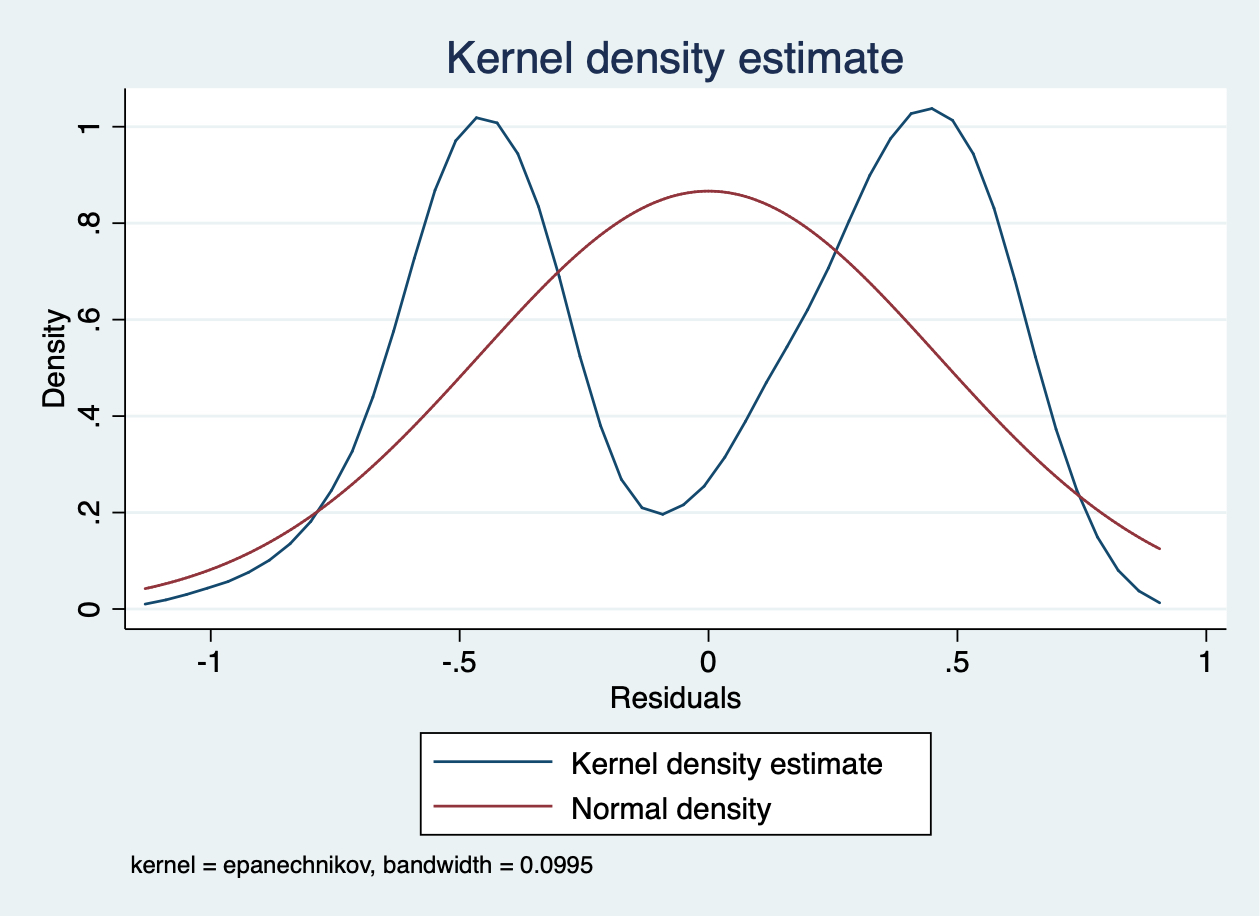 Kernel density estimate
Density
1
.8
.6
.4
.2
0
-1
-.5
0
.5
1
Residuals
Kernel density estimate
Normal density
kernel = epanechnikov, bandwidth = 0.0995